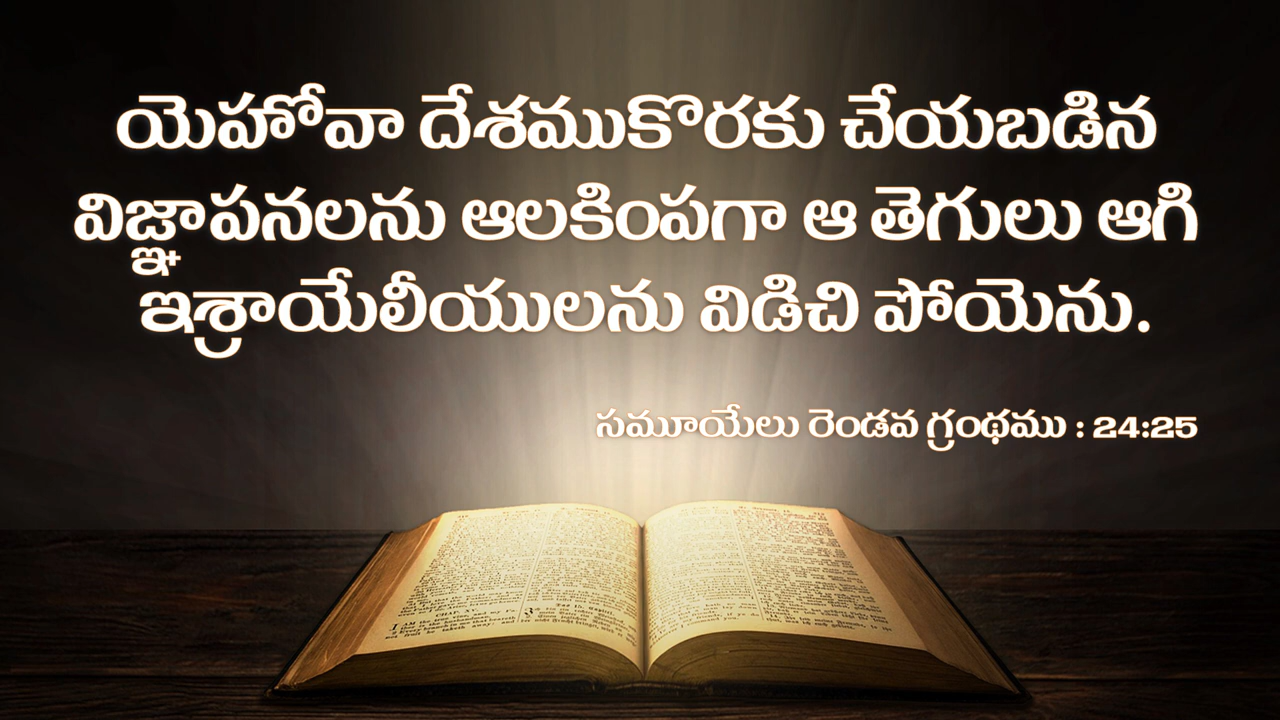 యెహోవా దేశముకొరకు చేయబడిన
విజ్ఞాపనలను ఆలకింపగా ఆ తెగులు ఆగి
ఇశ్రాయేలీయులను విడిచి పోయెను.
సమూయేలు రెండవ గ్రంథము : 24:25